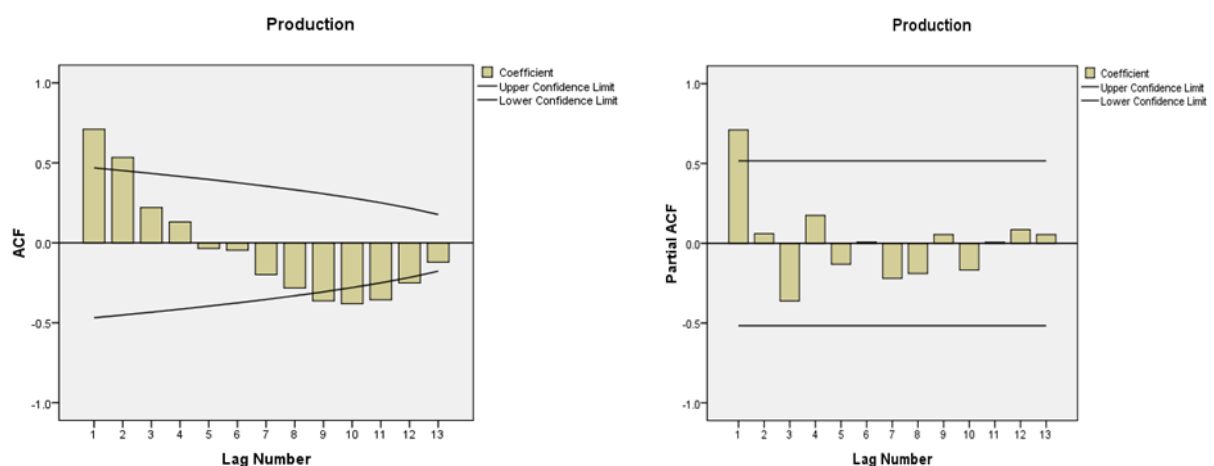 Production
Coefficient
Upper Confidence Limit
Lower Confidence Limit
ACF
1.0
0.5
0.0
-0.5
-1.0
1 2 3 4 5 6 7 8 9 10 11 12 13
Lag Number
Production
Coefficient
Upper Confidence Limit
Lower Confidence Limit
Partial ACF
1.0
0.5
0.0
-0.5
-1.0
1 2 3 4 5 6 7 8 9 10 11 12 13
Lag Number